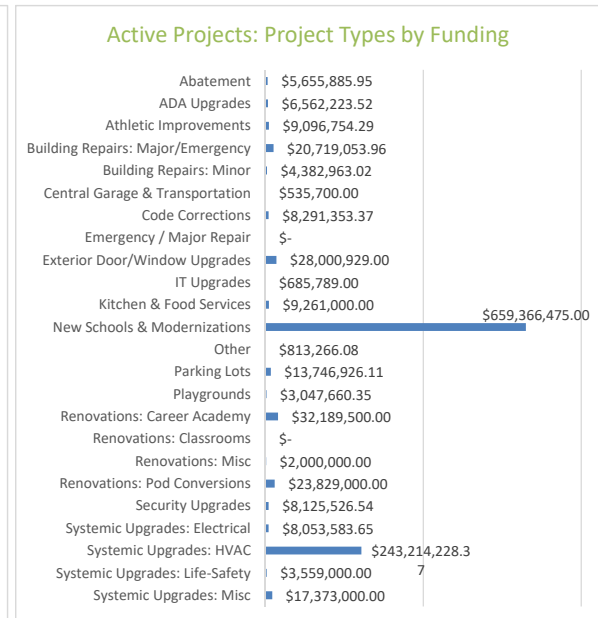 Active Projects: Project Types by Funding
Abatement $5,655,885.95
ADA Upgrades $6,562,223.52
Athletic Improvements $9,096,754.29
Building Repairs: Major/Emergency $20,719,053.96
Building Repairs: Minor $4,382,963.02
Central Garage & Transportation $535,700.00
Code Corrections $8,291,353.37
Emergency / Major Repair $-
Exterior Door/Window Upgrades $28,000,929.00
IT Upgrades $685,789.00
Kitchen & Food Services $9,261,000.00
New Schools & Modernizations $659,366,475.00
Other $813,266.08
Parking Lots $13,746,926.11
Playgrounds $3,047,660.35
Renovations: Career Academy $32,189,500.00
Renovations: Classrooms $-
Renovations: Misc $2,000,000.00
Renovations: Pod Conversions $23,829,000.00
Security Upgrades $8,125,526.54
Systemic Upgrades: Electrical $8,053,583.65
Systemic Upgrades: HVAC $243,214,228.3
7
Systemic Upgrades: Life-Safety $3,559,000.00
Systemic Upgrades: Misc $17,373,000.00